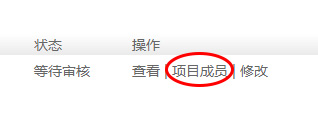 状态 操作
等待审核 查看 | 项目成员 | 修改